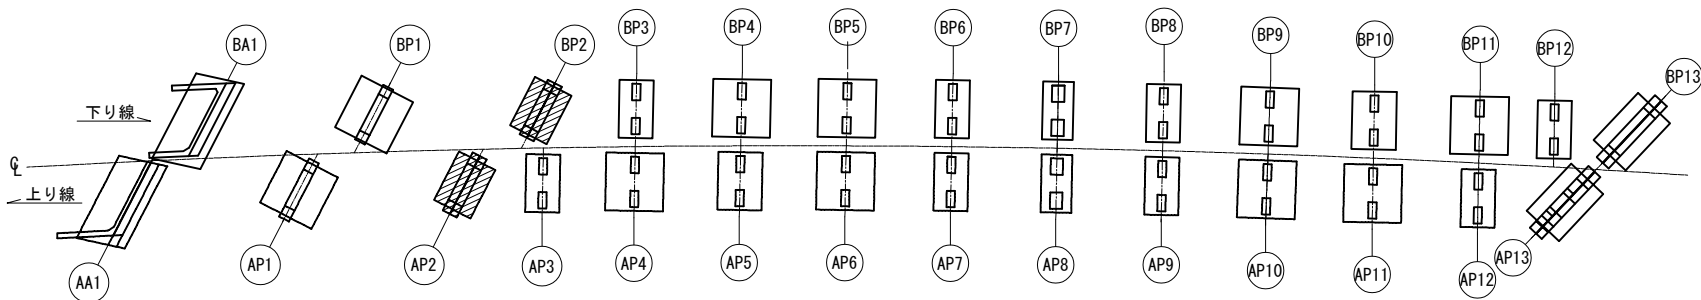 BA1
BP1
BP2
BP3
BP4
BP5
BP6
BP7
BP8
BP9
BP10
BP11
BP12
BP13
下り線
℄
上り線
AA1
AP1
AP2
AP3
AP4
AP5
AP6
AP7
AP8
AP9
AP10
AP11
AP12
AP13